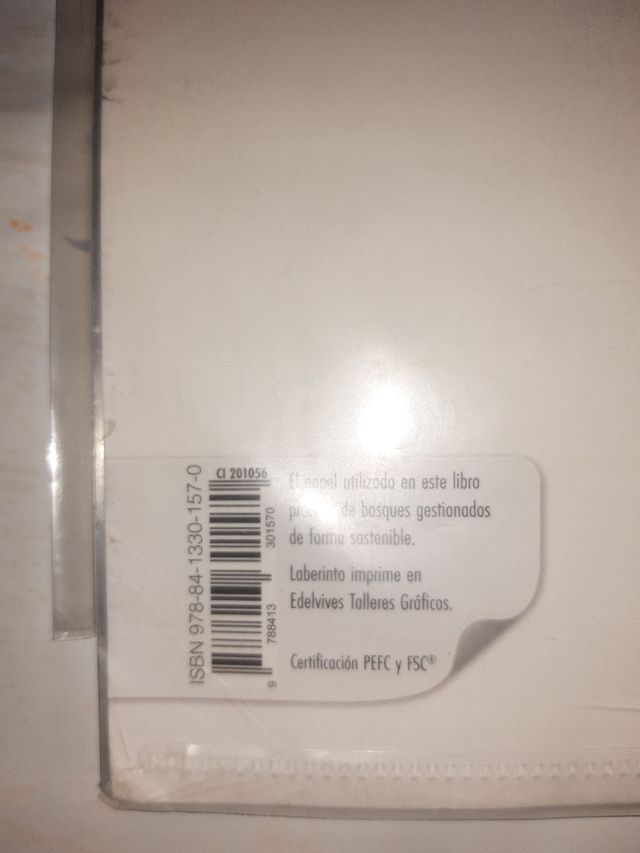 ISBN 978-84-1330-157-0
CI 201056
9 788413 301570
El papel utilizado en este libro
procede de bosques gestionados
de forma sostenible.
Laberinto imprime en
Edelvives Talleres Gráficos.
Certificación PEFC y FSC®